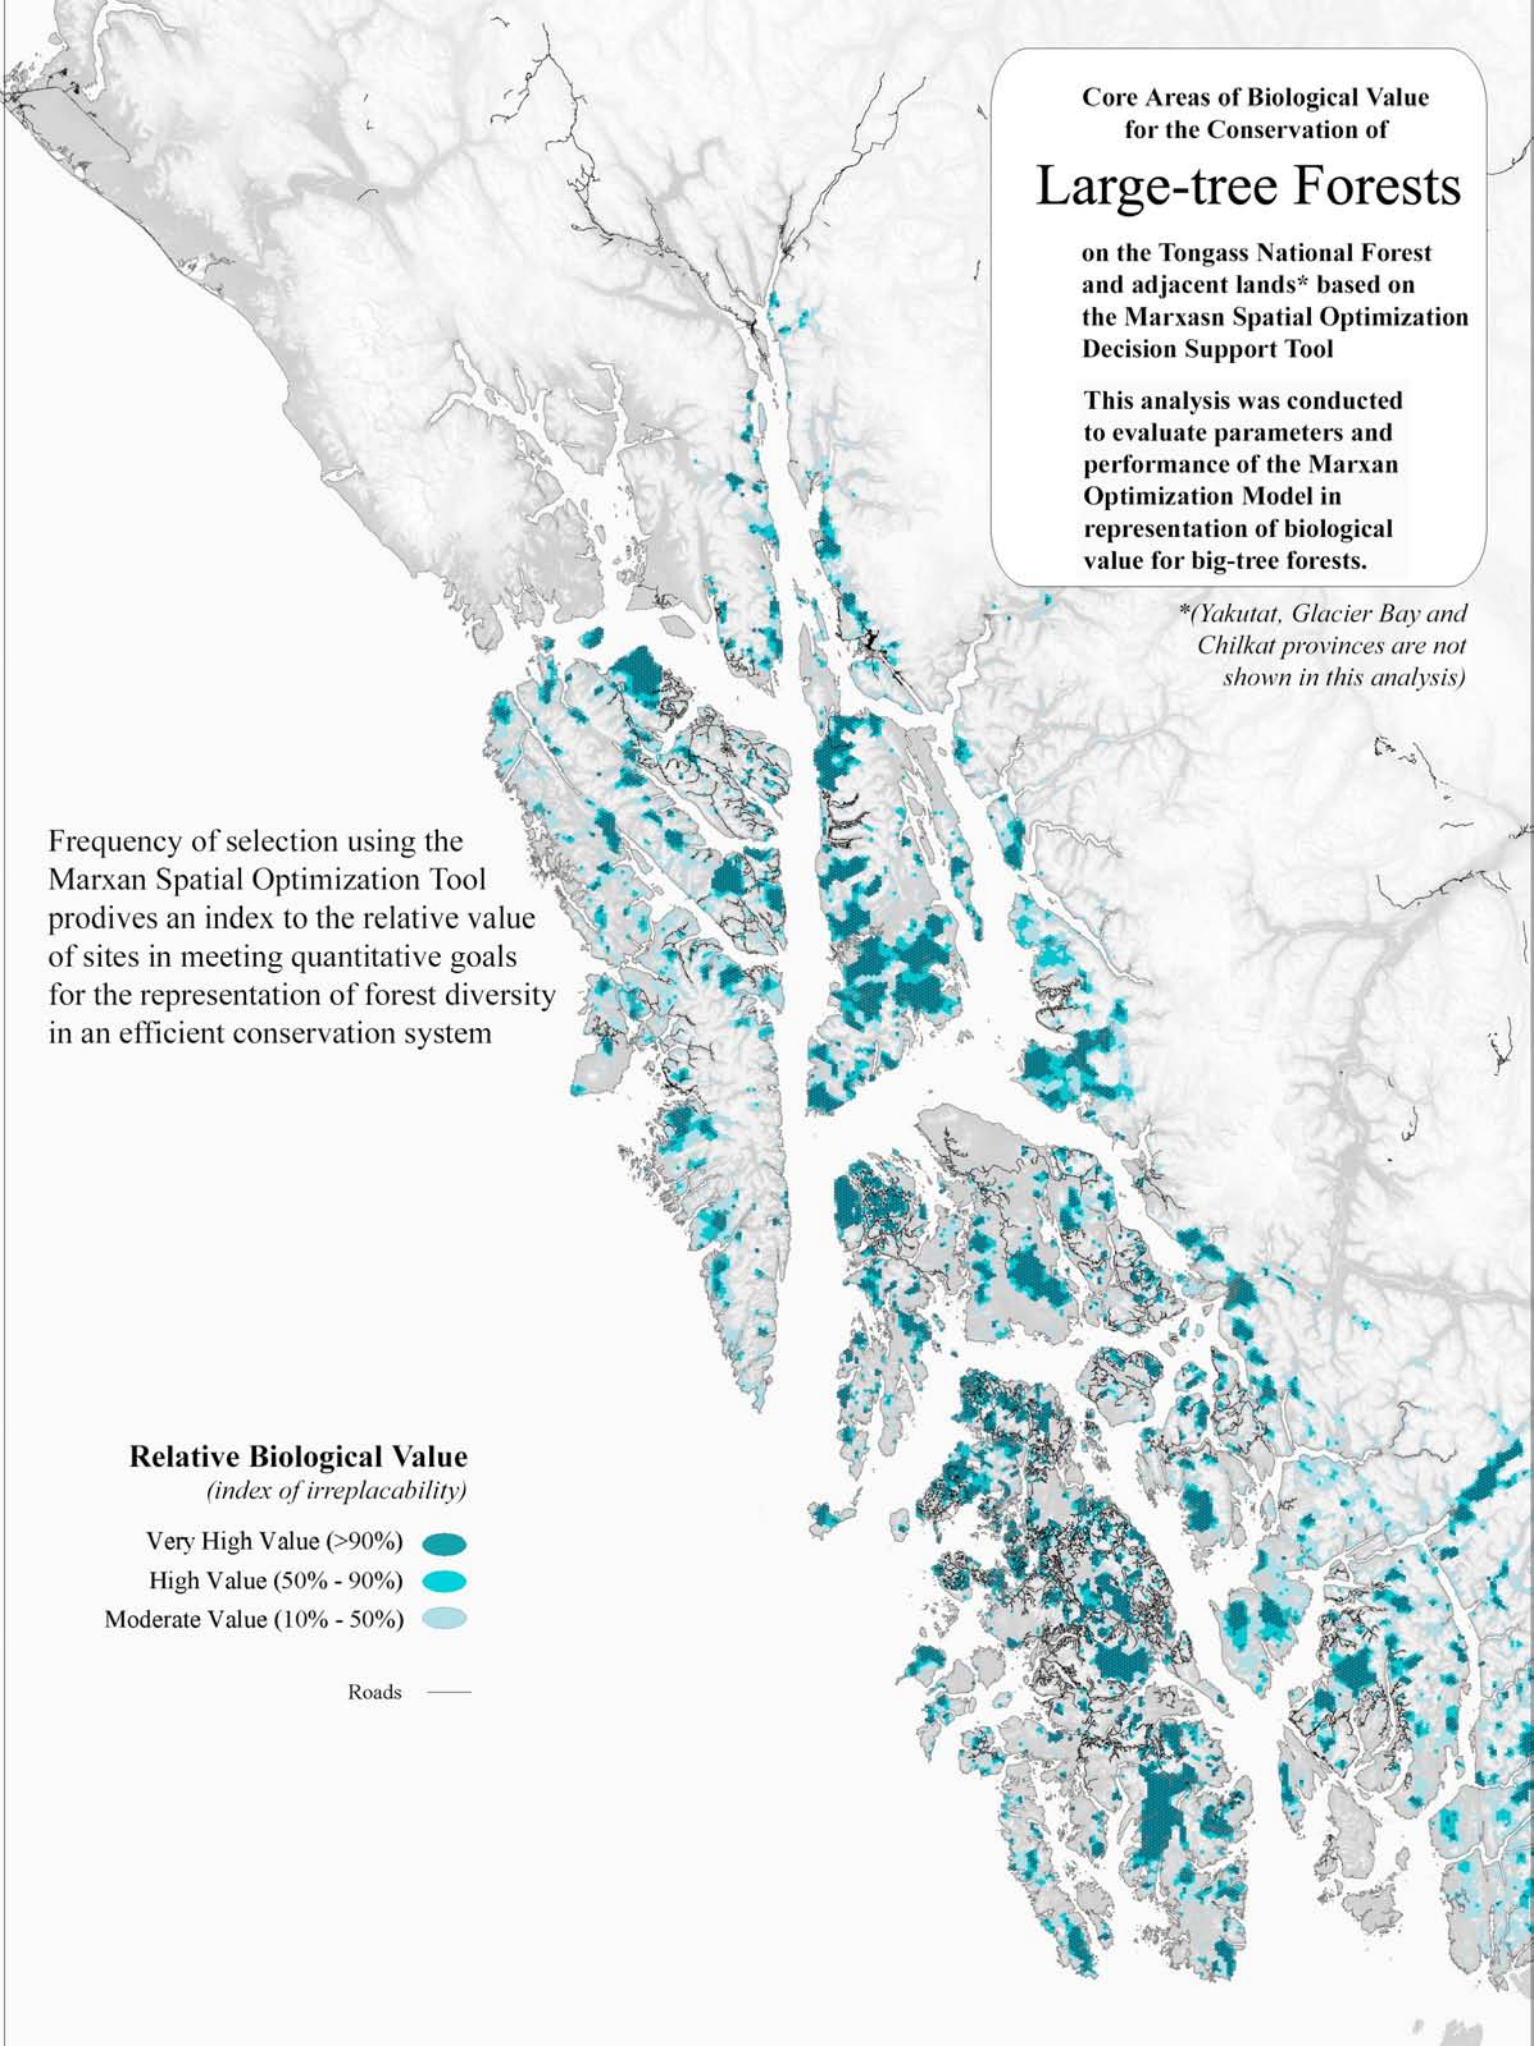 Core Areas of Biological Value
for the Conservation of
Large-tree Forests
on the Tongass National Forest
and adjacent lands* based on
the Marxasn Spatial Optimization
Decision Support Tool
This analysis was conducted
to evaluate parameters and
performance of the Marxan
Optimization Model in
representation of biological
value for big-tree forests.
*(Yakutat, Glacier Bay and
Chilkat provinces are not
shown in this analysis)
Frequency of selection using the
Marxan Spatial Optimization Tool
prodives an index to the relative value
of sites in meeting quantitative goals
for the representation of forest diversity
in an efficient conservation system
Relative Biological Value
(index of irreplacability)
Very High Value (>90%)
High Value (50% - 90%)
Moderate Value (10% - 50%)
Roads